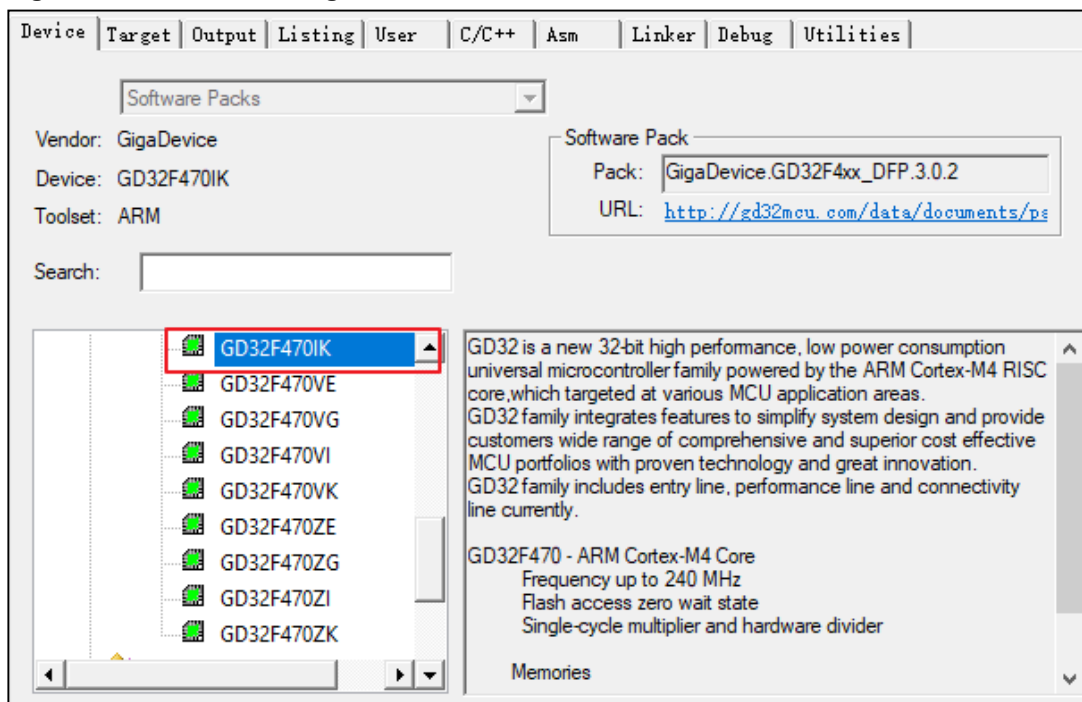 Device Target Output Listing User C/C++ Asm Linker Debug Utilities
Software Packs
Vendor: GigaDevice
Device: GD32F470IK
Toolset: ARM
Software Pack
Pack: GigaDevice.GD32F4xx_DFP.3.0.2
URL: http://gd32mcu.com/data/documents/pa
Search:
GD32F470IK
GD32F470VE
GD32F470VG
GD32F470VI
GD32F470VK
GD32F470ZE
GD32F470ZG
GD32F470ZI
GD32F470ZK
GD32 is a new 32-bit high performance, low power consumption
universal microcontroller family powered by the ARM Cortex-M4 RISC
core,which targeted at various MCU application areas.
GD32 family integrates features to simplify system design and provide
customers wide range of comprehensive and superior cost effective
MCU portfolios with proven technology and great innovation.
GD32 family includes entry line, performance line and connectivity
line currently.
GD32F470 - ARM Cortex-M4 Core
Frequency up to 240 MHz
Flash access zero wait state
Single-cycle multiplier and hardware divider
Memories